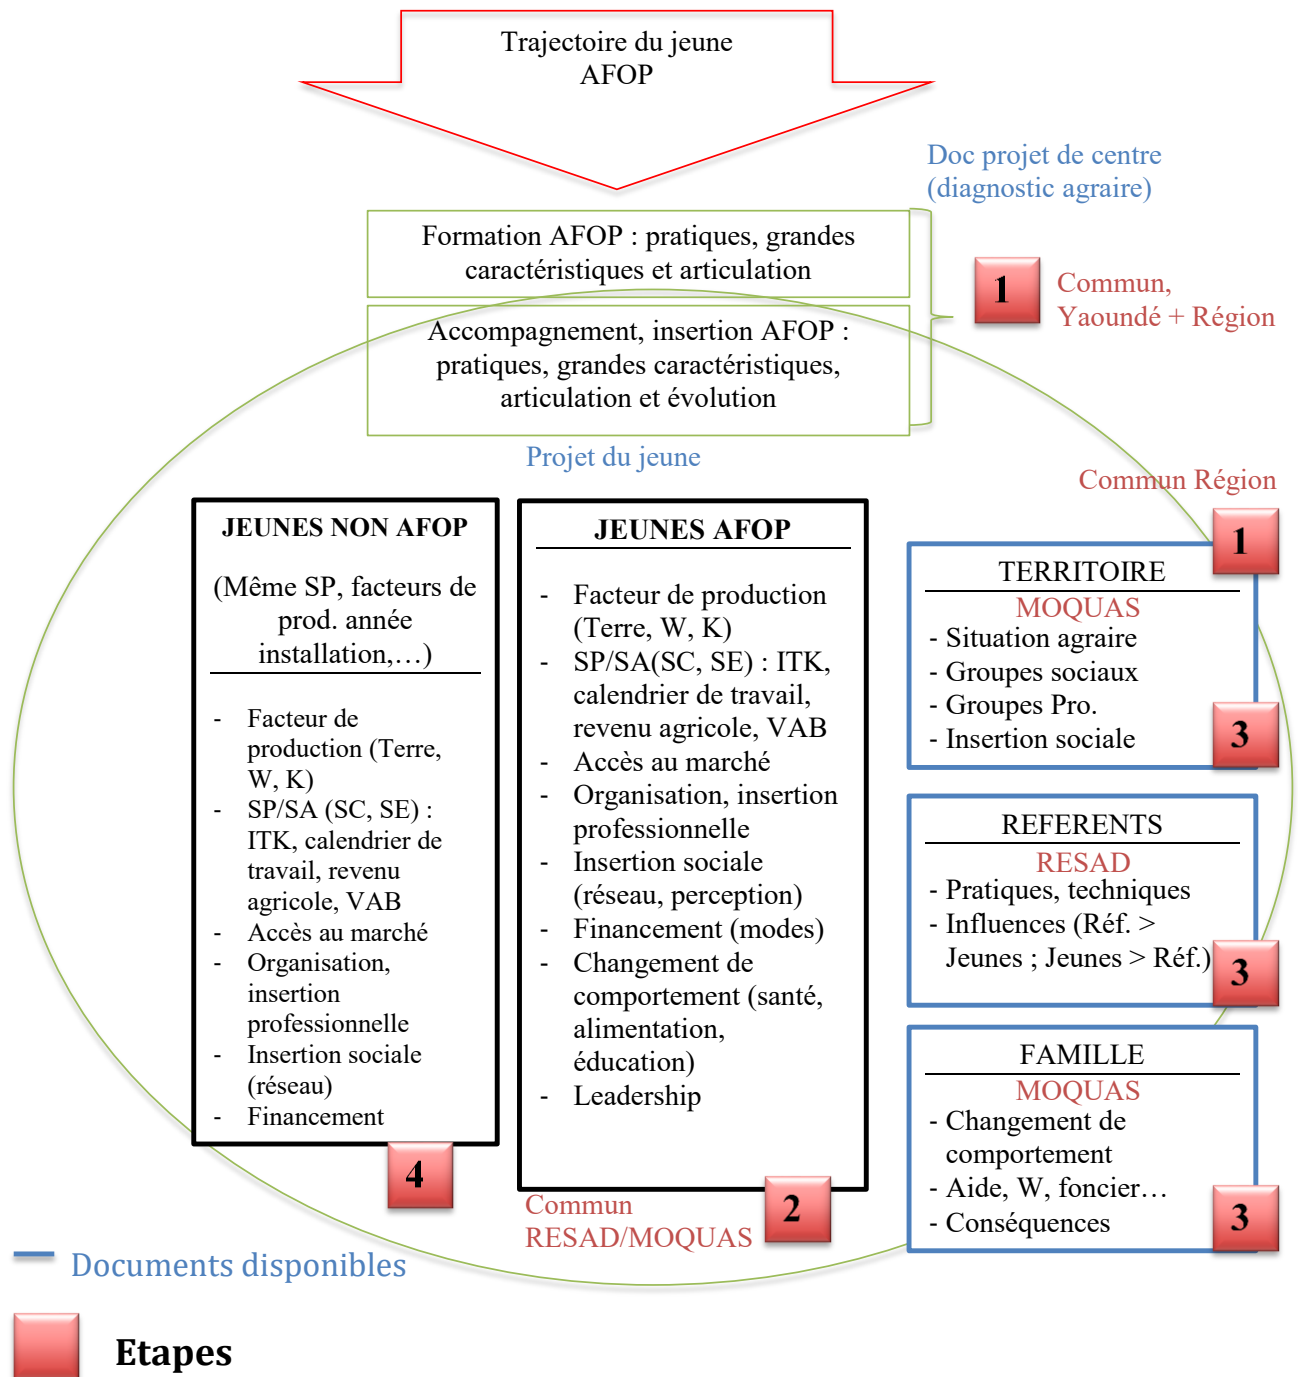 Trajectoire du jeune
AFOP
Doc projet de centre
(diagnostic agraire)
Formation AFOP : pratiques, grandes
caractéristiques et articulation
1
Commun,
Yaoundé + Région
Accompagnement, insertion AFOP :
pratiques, grandes caractéristiques,
articulation et évolution
Projet du jeune
JEUNES NON AFOP
(Même SP, facteurs de
prod. année
installation,…)
- Facteur de
production (Terre,
W, K)
- SP/SA (SC, SE) :
ITK, calendrier de
travail, revenu
agricole, VAB
- Accès au marché
- Organisation,
insertion
professionnelle
- Insertion sociale
(réseau)
- Financement
4
JEUNES AFOP
- Facteur de production
(Terre, W, K)
- SP/SA(SC, SE) : ITK,
calendrier de travail,
revenu agricole, VAB
- Accès au marché
- Organisation, insertion
professionnelle
- Insertion sociale
(réseau, perception)
- Financement (modes)
- Changement de
comportement (santé,
alimentation,
éducation)
- Leadership
2
Commun
RESAD/MOQUAS
Commun Région
1
TERRITOIRE
MOQUAS
- Situation agraire
- Groupes sociaux
- Groupes Pro.
- Insertion sociale
3
REFERENTS
RESAD
- Pratiques, techniques
- Influences (Réf. >
Jeunes ; Jeunes > Réf.)
3
FAMILLE
MOQUAS
- Changement de
comportement
- Aide, W, foncier…
- Conséquences
3
Documents disponibles
Etapes